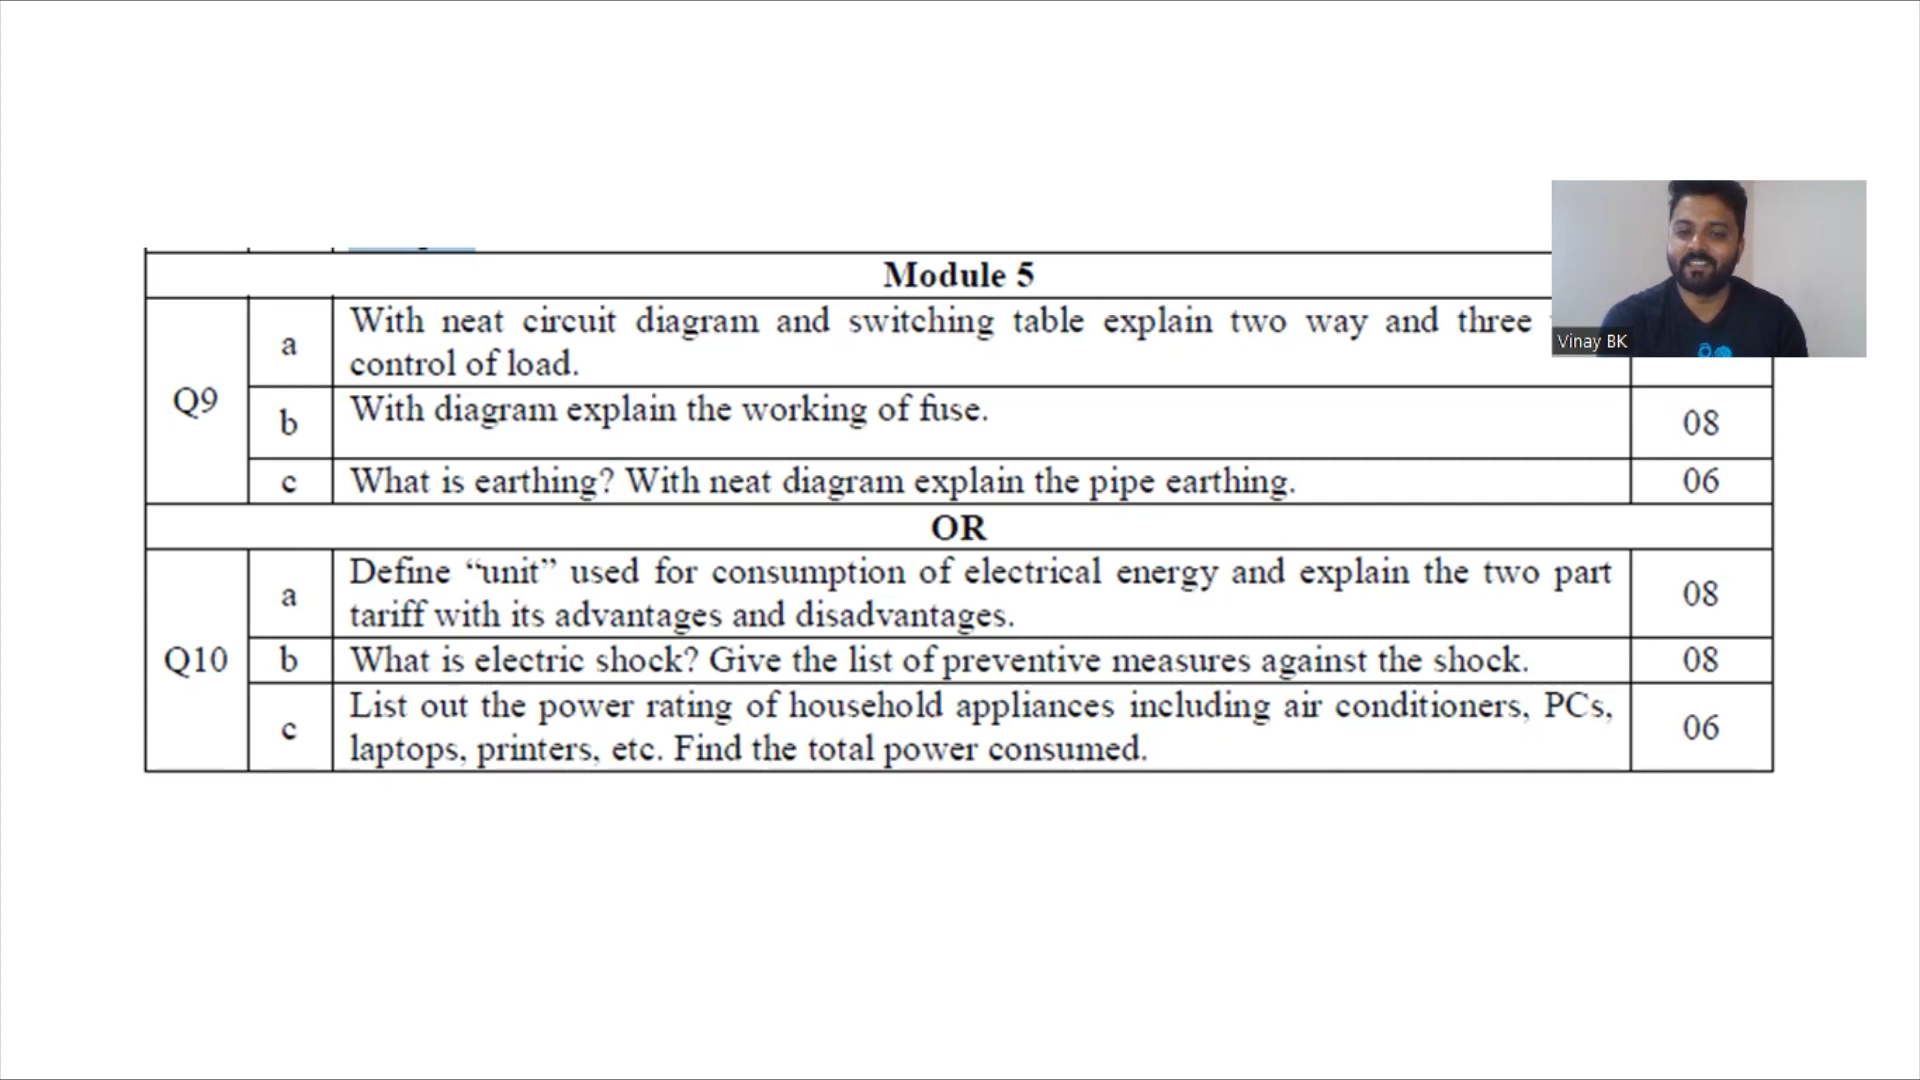 Module 5
Q9
a
With neat circuit diagram and switching table explain two way and three
control of load.
b
With diagram explain the working of fuse.
08
c
What is earthing? With neat diagram explain the pipe earthing.
06
OR
Q10
a
Define “unit” used for consumption of electrical energy and explain the two part
tariff with its advantages and disadvantages.
08
b
What is electric shock? Give the list of preventive measures against the shock.
08
c
List out the power rating of household appliances including air conditioners, PCs,
laptops, printers, etc. Find the total power consumed.
06
Vinay BK